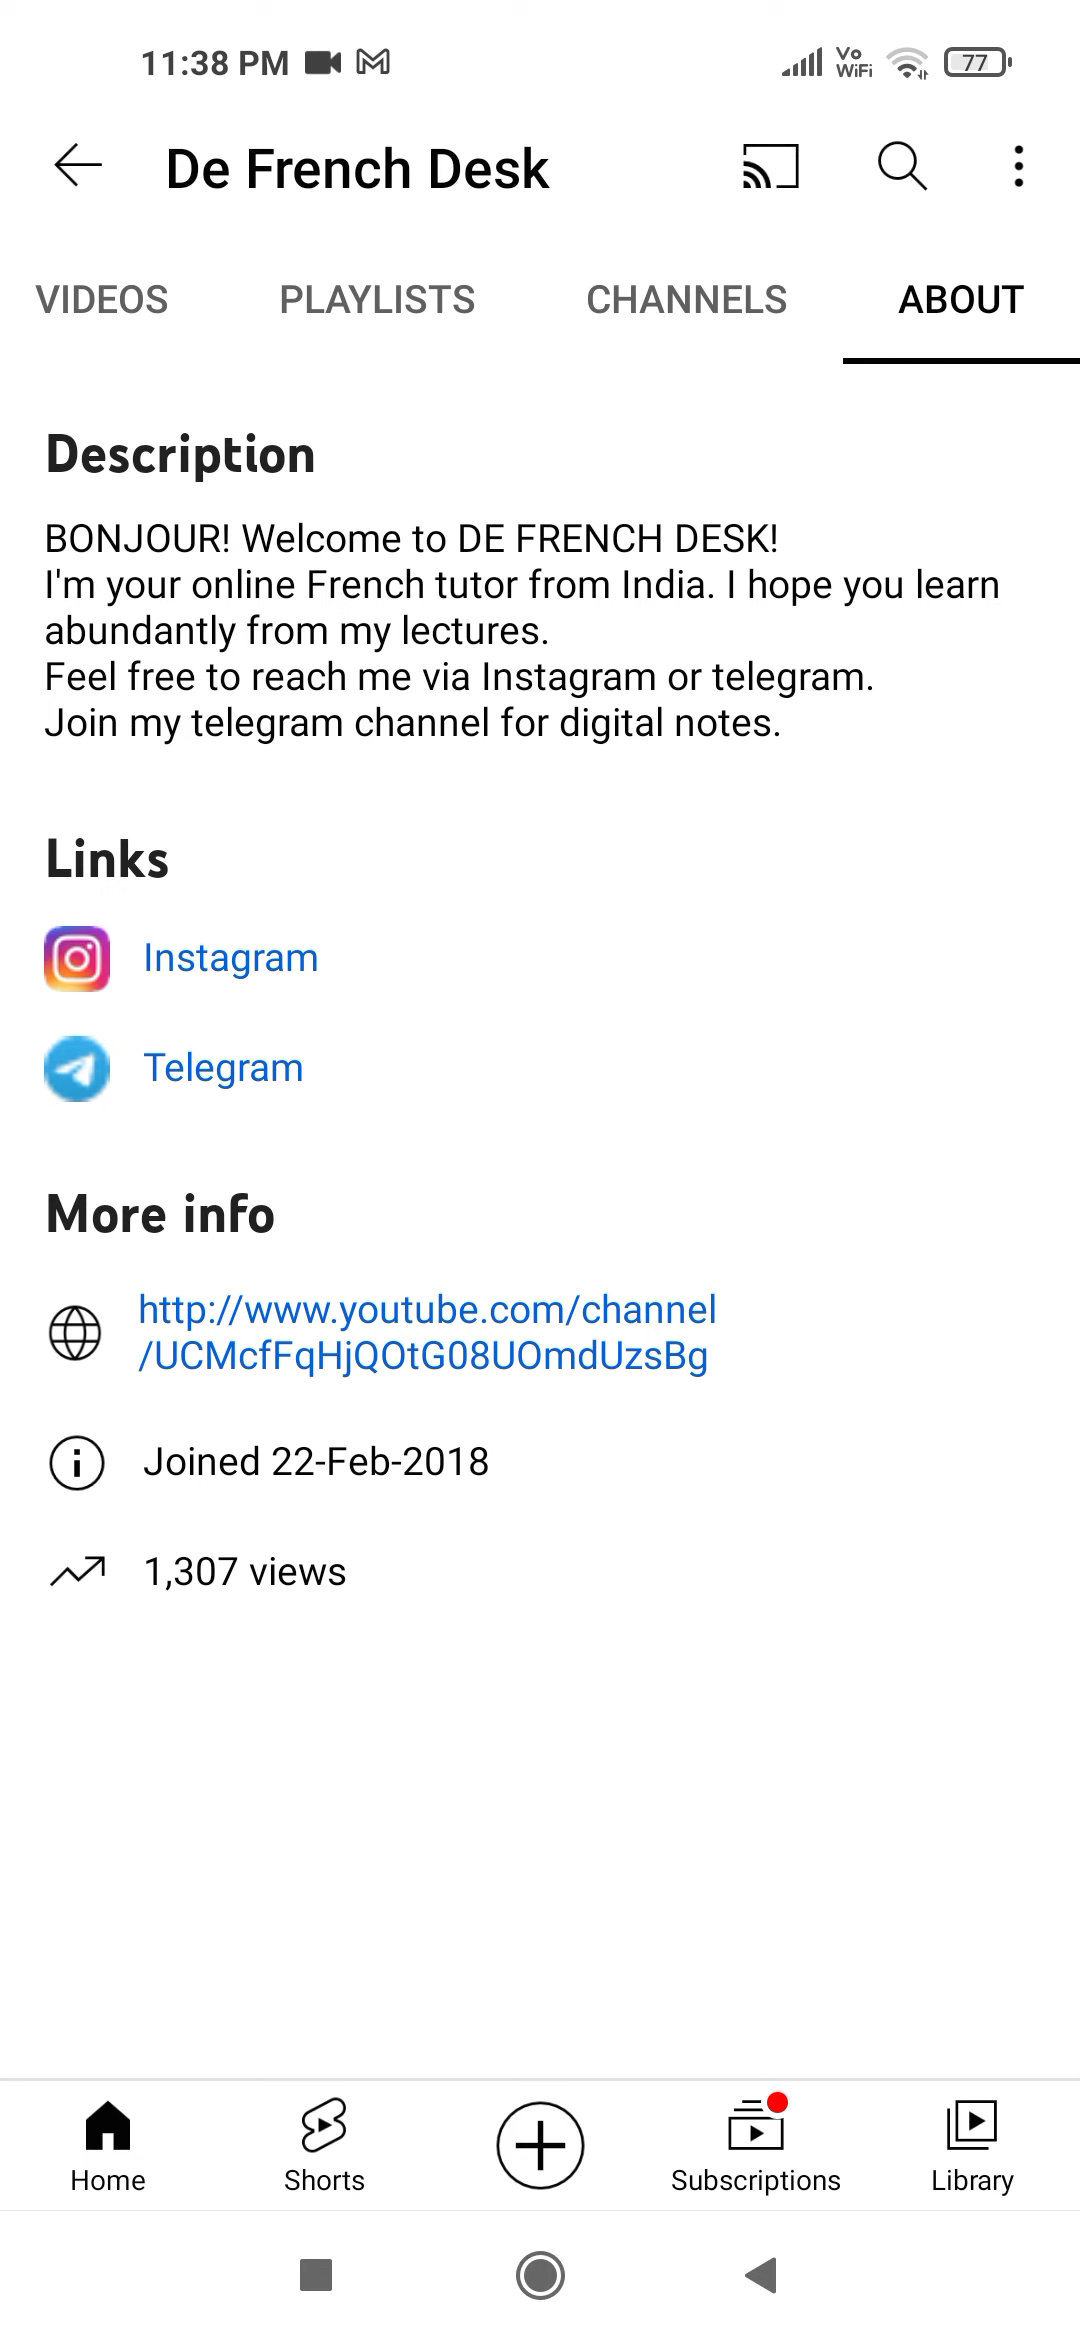 11:38 PM
Vo
WiFi
77
De French Desk
VIDEOS PLAYLISTS CHANNELS ABOUT
Description
BONJOUR! Welcome to DE FRENCH DESK!
I'm your online French tutor from India. I hope you learn
abundantly from my lectures.
Feel free to reach me via Instagram or telegram.
Join my telegram channel for digital notes.
Links
Instagram
Telegram
More info
http://www.youtube.com/channel
/UCMcfFqHjQOtG08UOmdUzsBg
Joined 22-Feb-2018
1,307 views
Home Shorts Subscriptions Library